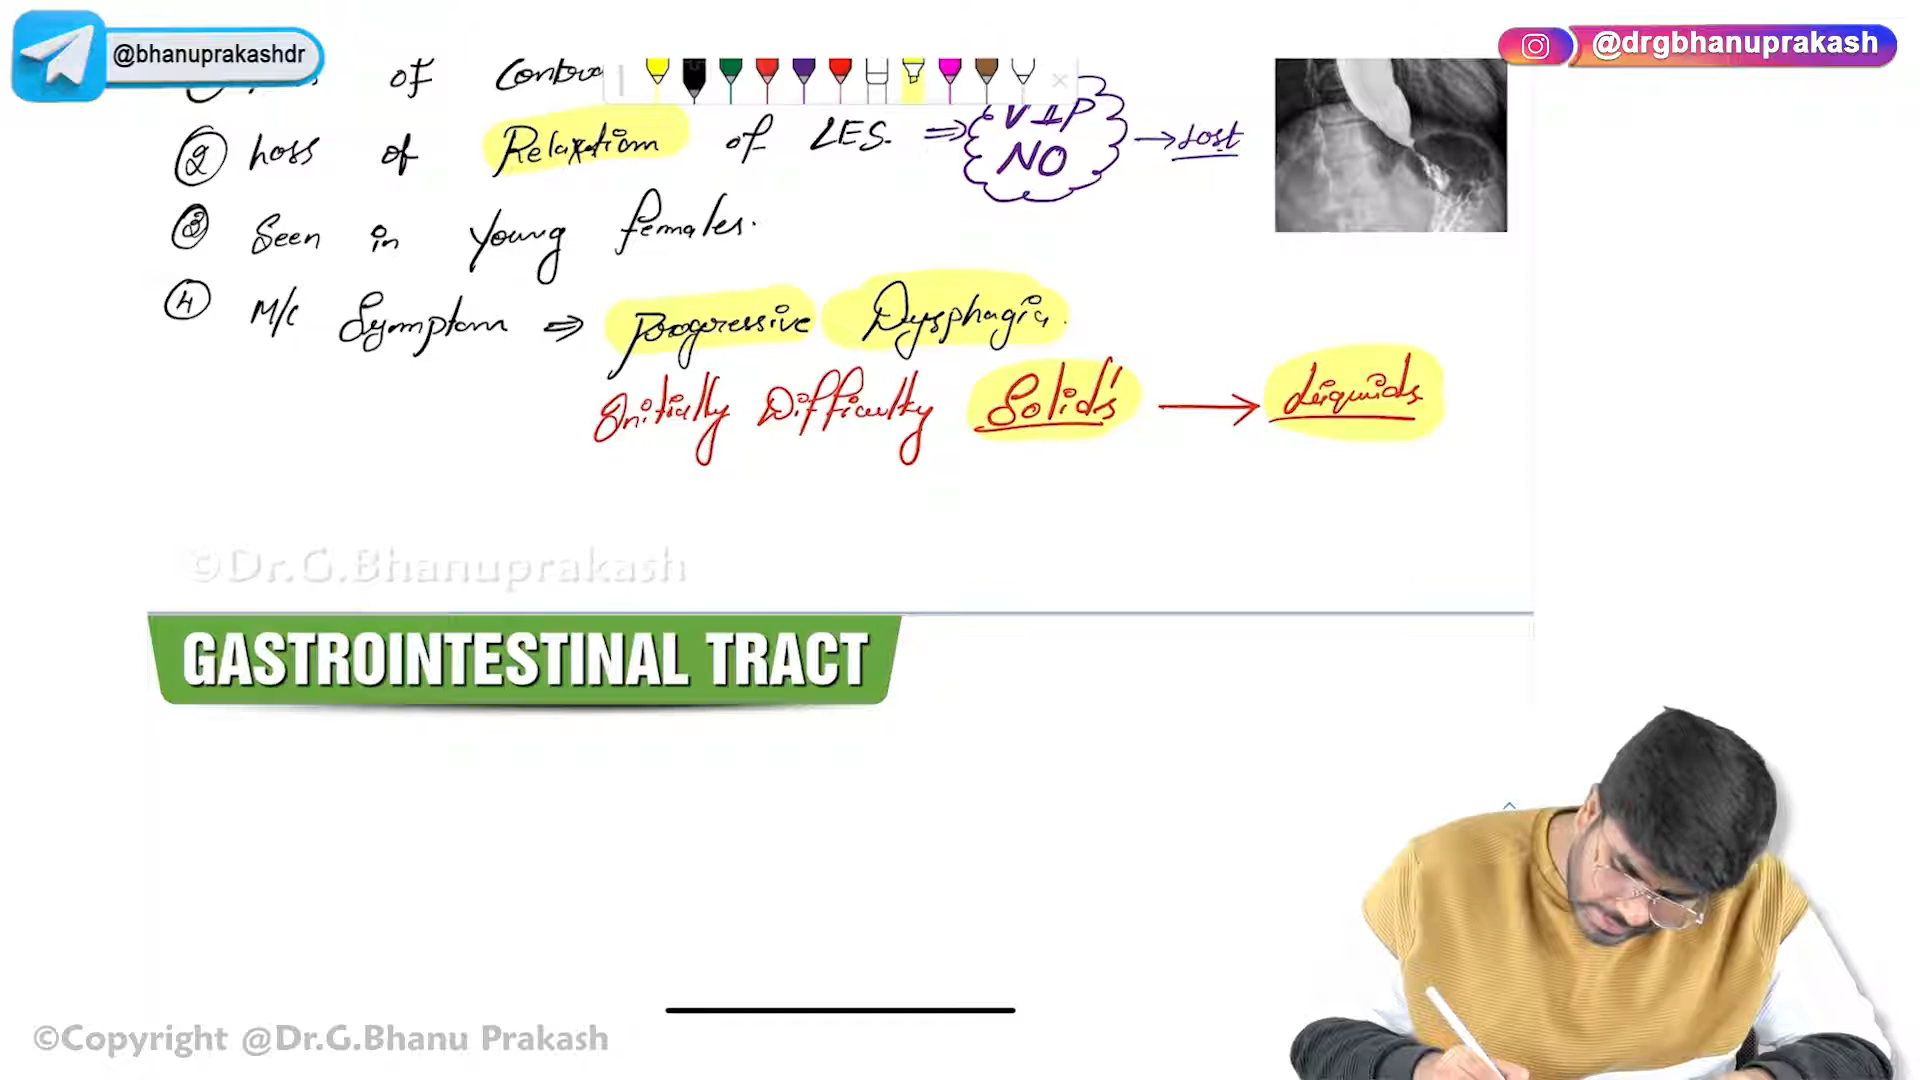 @bhanuprakashdr
@drgbhanuprakash
of
② Loss of Relaxation of LES. ⇒ VIP NO → Lost
③ Seen in Young females.
④ M/C Symptom ⇒ Progressive Dysphagia.
Initially Difficulty Solids → Liquids
©Dr.G.Bhanuprakash
GASTROINTESTINAL TRACT
©Copyright @Dr.G.Bhanu Prakash